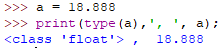 >>> a = 18.888
>>> print(type(a),', ', a);
<class 'float'> ,  18.888